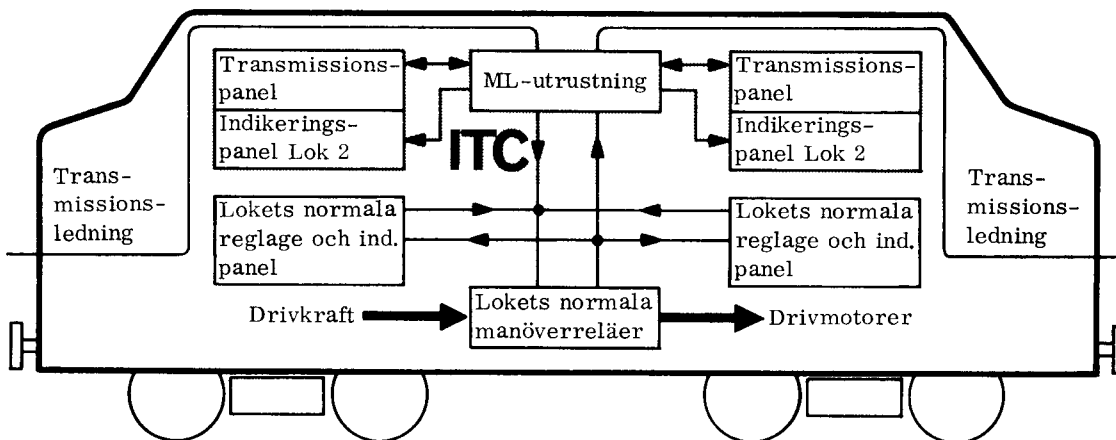 Transmissions-
panel
Indikerings-
panel Lok 2
ML-utrustning
Transmissions-
panel
Indikerings-
panel Lok 2
ITC
Trans-
missions-
ledning
Lokets normala
reglage och ind.
panel
Lokets normala
reglage och ind.
panel
Trans-
missions-
ledning
Drivkraft
Lokets normala
manöverreläer
Drivmotorer